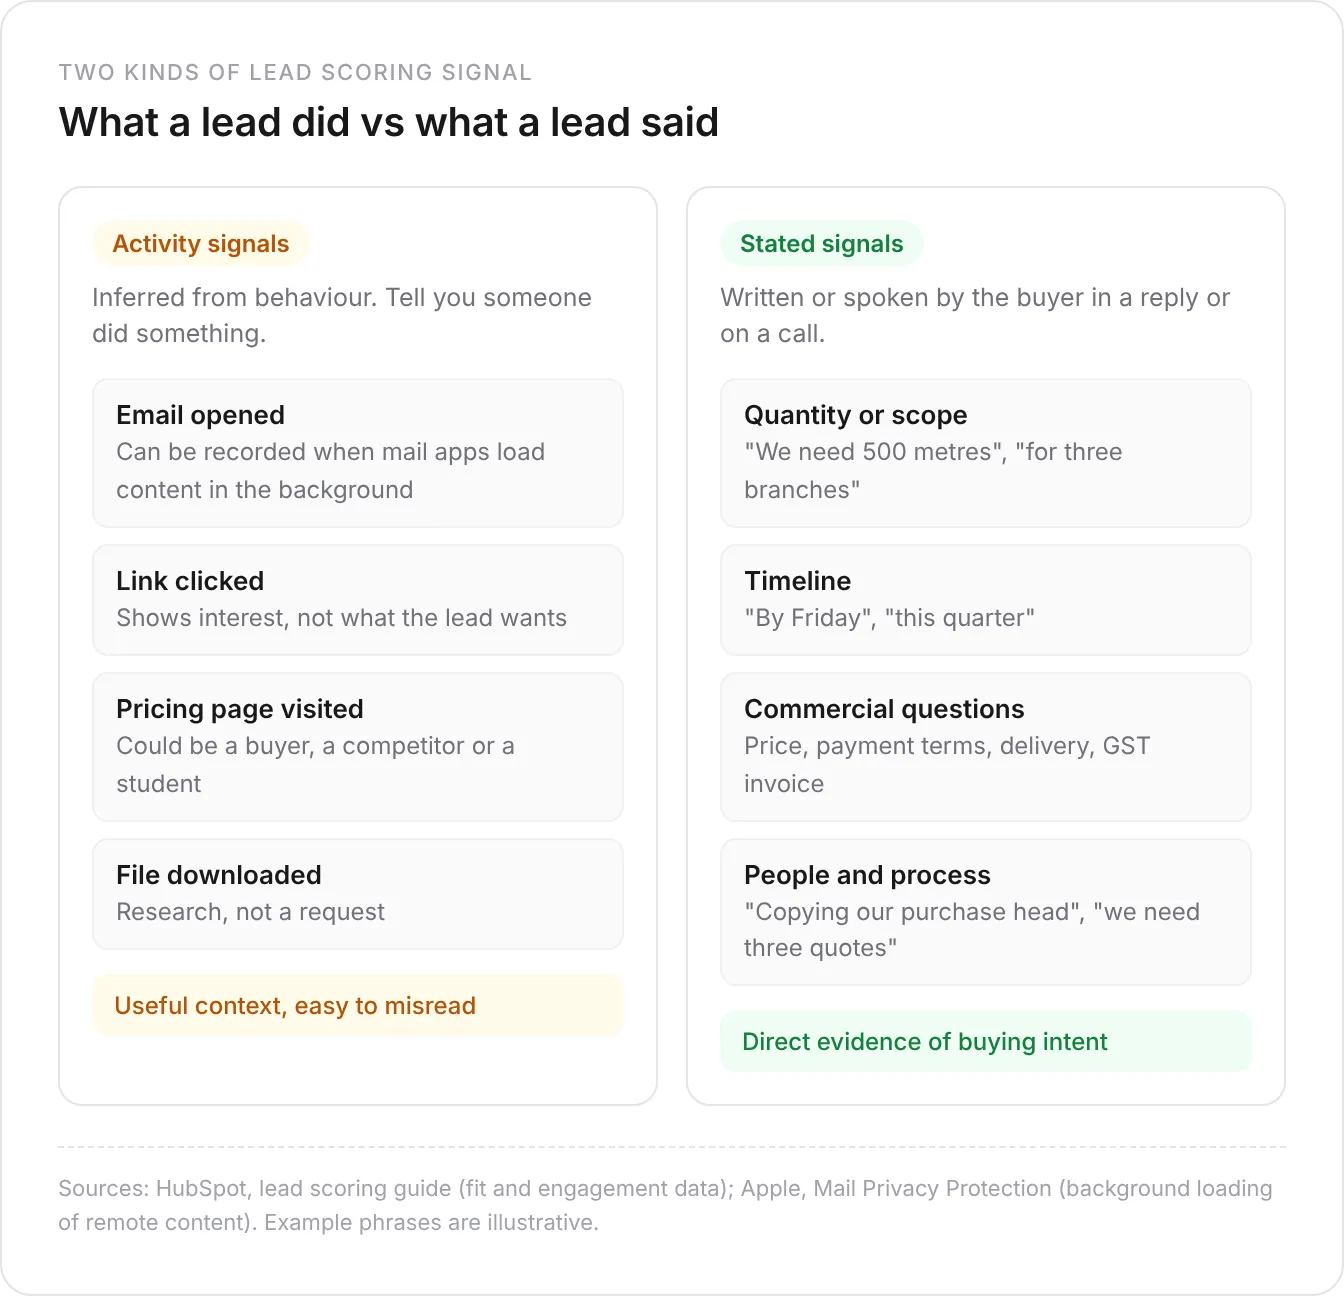 TWO KINDS OF LEAD SCORING SIGNAL
What a lead did vs what a lead said
Activity signals
Inferred from behaviour. Tell you someone
did something.
Email opened
Can be recorded when mail apps load
content in the background
Link clicked
Shows interest, not what the lead wants
Pricing page visited
Could be a buyer, a competitor or a
student
File downloaded
Research, not a request
Useful context, easy to misread
Stated signals
Written or spoken by the buyer in a reply or
on a call.
Quantity or scope
"We need 500 metres", "for three
branches"
Timeline
"By Friday", "this quarter"
Commercial questions
Price, payment terms, delivery, GST
invoice
People and process
"Copying our purchase head", "we need
three quotes"
Direct evidence of buying intent
Sources: HubSpot, lead scoring guide (fit and engagement data); Apple, Mail Privacy Protection (background loading
of remote content). Example phrases are illustrative.